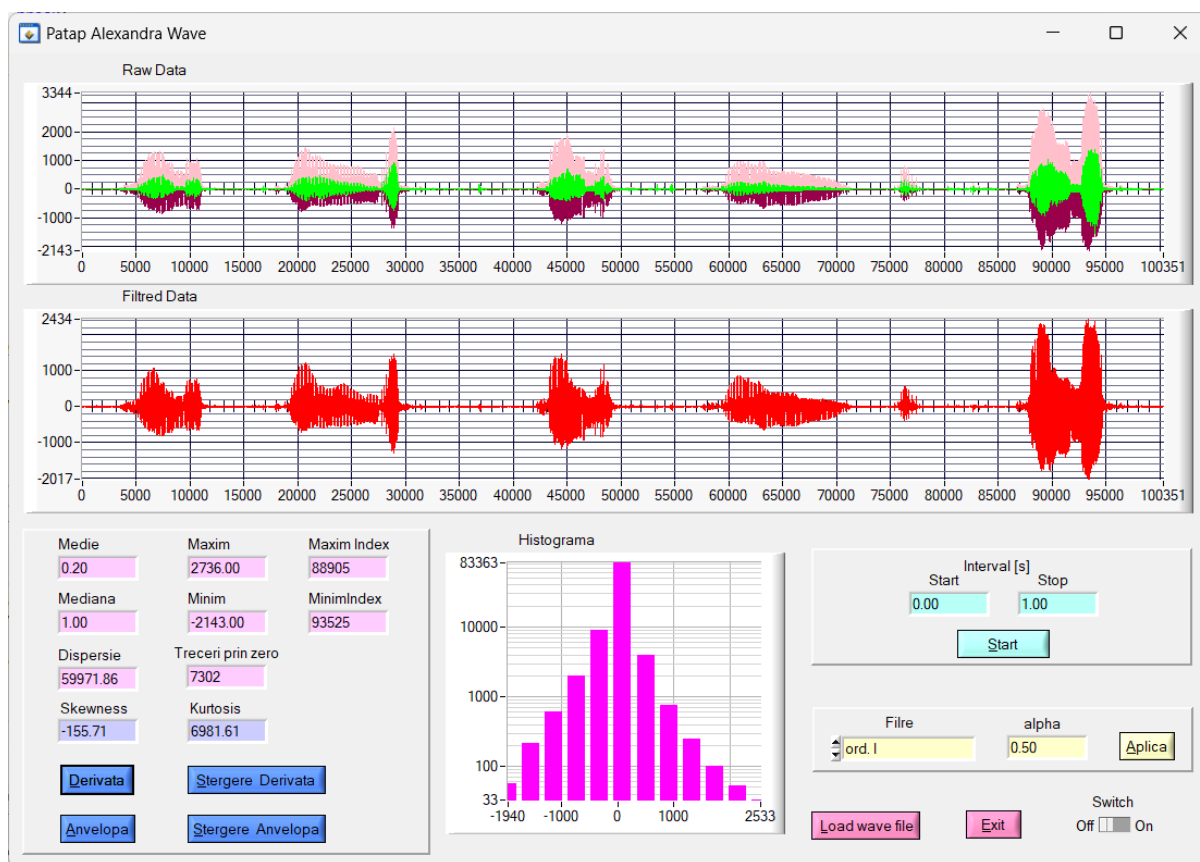 Patap Alexandra Wave
Raw Data
3344
2000
1000
0
-1000
-2143
0 5000 10000 15000 20000 25000 30000 35000 40000 45000 50000 55000 60000 65000 70000 75000 80000 85000 90000 95000 100351
Filtred Data
2434
1000
0
-1000
-2017
0 5000 10000 15000 20000 25000 30000 35000 40000 45000 50000 55000 60000 65000 70000 75000 80000 85000 90000 95000 100351
Medie Maxim Maxim Index
0.20 2736.00 88905
Mediana Minim MinimIndex
1.00 -2143.00 93525
Dispersie Treceri prin zero
59971.86 7302
Skewness Kurtosis
-155.71 6981.61
Derivata Stergere Derivata
Anvelopa Stergere Anvelopa
Histograma
83363
10000
1000
100
33
-1940 -1000 0 1000 2533
Interval [s]
Start Stop
0.00 1.00
Start
Filre alpha
ord. I 0.50 Aplica
Switch
Load wave file Exit Off On